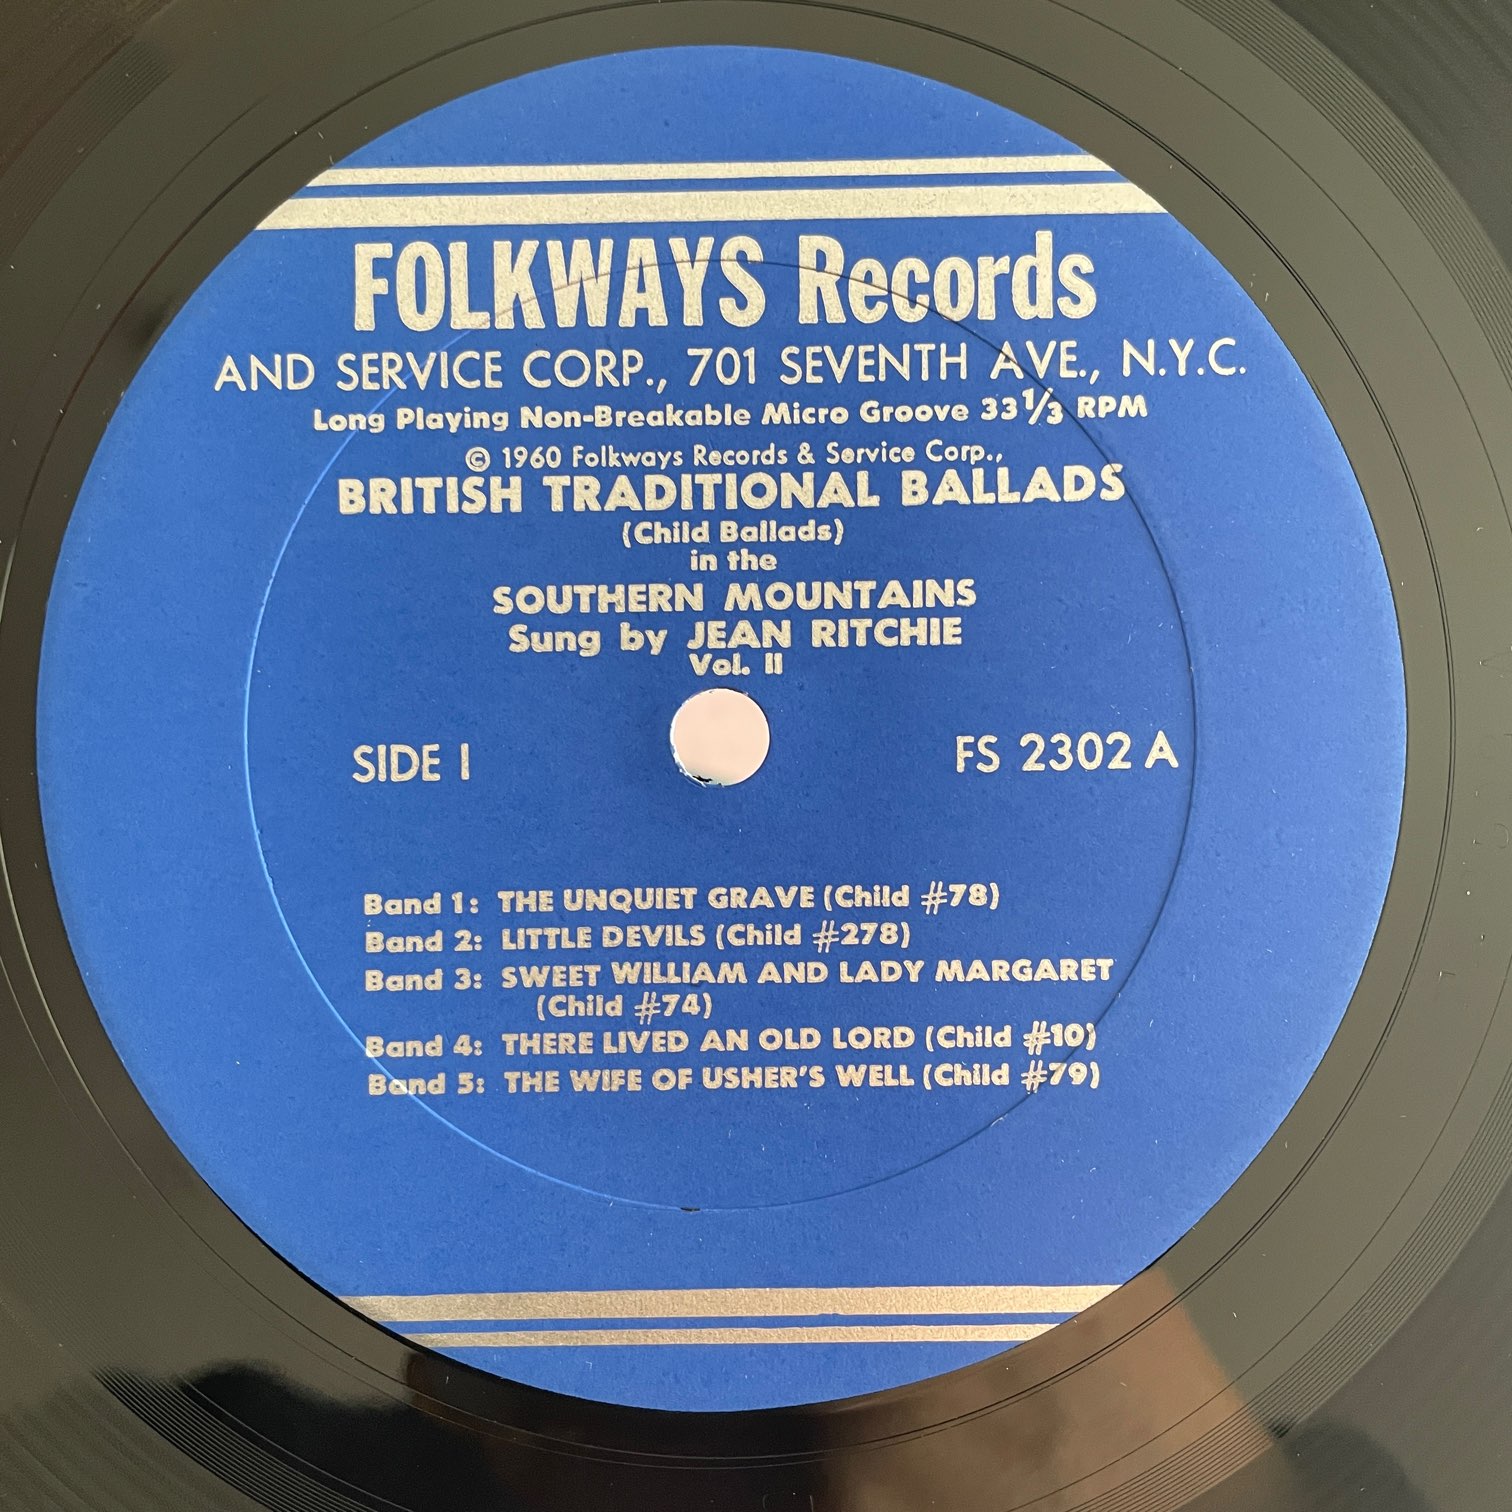 FOLKWAYS Records
AND SERVICE CORP., 701 SEVENTH AVE., N.Y.C.
Long Playing Non-Breakable Micro Groove 33 1/3 RPM
© 1960 Folkways Records & Service Corp.,
BRITISH TRADITIONAL BALLADS
(Child Ballads)
in the
SOUTHERN MOUNTAINS
Sung by JEAN RITCHIE
Vol. II
SIDE I FS 2302 A
Band 1: THE UNQUIET GRAVE (Child #78)
Band 2: LITTLE DEVILS (Child #278)
Band 3: SWEET WILLIAM AND LADY MARGARET
(Child #74)
Band 4: THERE LIVED AN OLD LORD (Child #10)
Band 5: THE WIFE OF USHER'S WELL (Child #79)